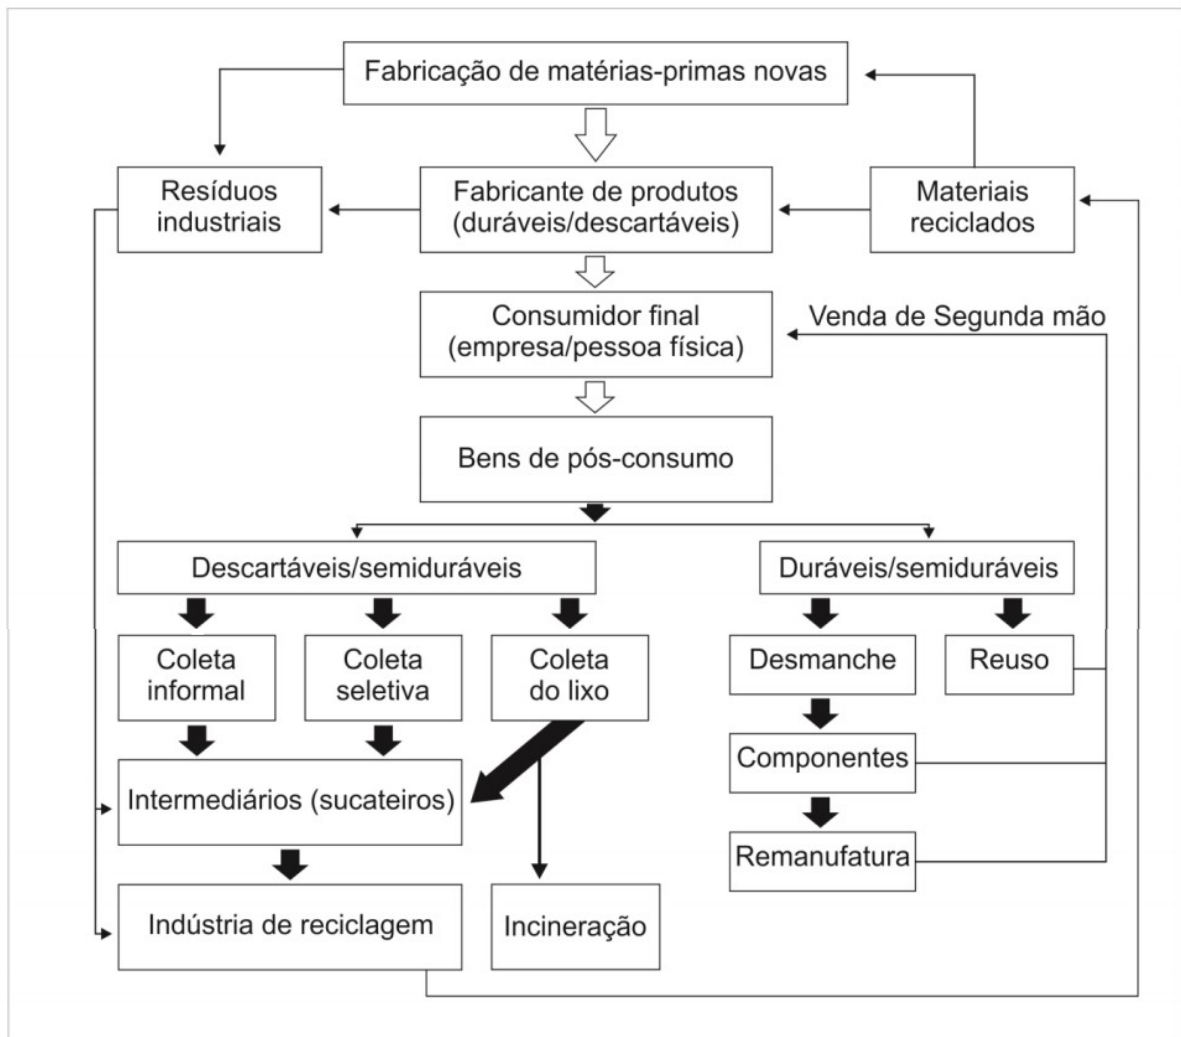 Fabricação de matérias-primas novas
Resíduos
industriais
Fabricante de produtos
(duráveis/descartáveis)
Materiais
reciclados
Consumidor final
(empresa/pessoa física)
Venda de Segunda mão
Bens de pós-consumo
Descartáveis/semiduráveis
Duráveis/semiduráveis
Coleta
informal
Coleta
seletiva
Coleta
do lixo
Desmanche
Reuso
Componentes
Intermediários (sucateiros)
Remanufatura
Indústria de reciclagem
Incineração